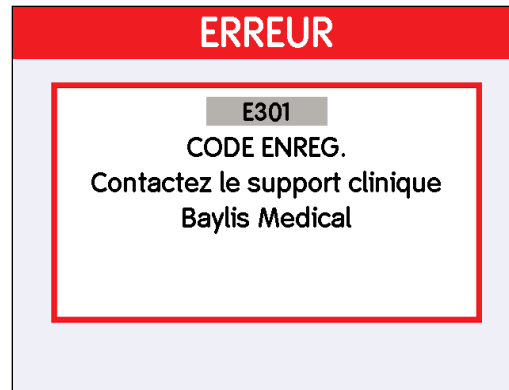 ERREUR
E301
CODE ENREG.
Contactez le support clinique
Baylis Medical